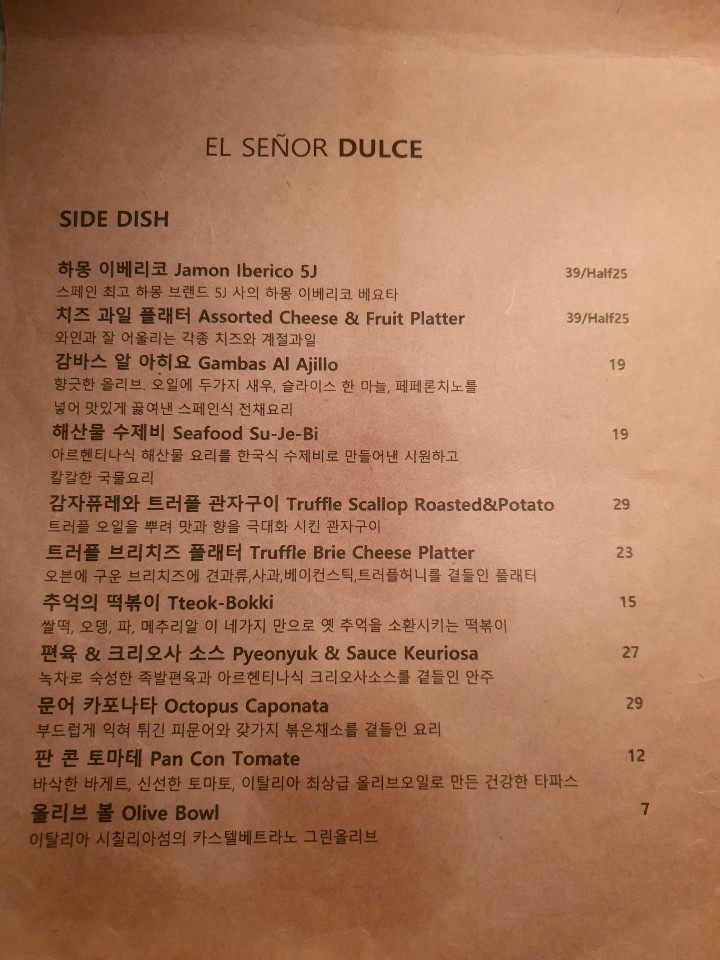 EL SEÑOR DULCE
SIDE DISH
하몽 이베리코 Jamon Iberico 5J 39/Half25
스페인 최고 하몽 브랜드 5J 사의 하몽 이베리코 베요타
치즈 과일 플래터 Assorted Cheese & Fruit Platter 39/Half25
와인과 잘 어울리는 각종 치즈와 계절과일
감바스 알 아히요 Gambas Al Ajillo 19
향긋한 올리브. 오일에 두가지 새우, 슬라이스 한 마늘, 페페론치노를
넣어 맛있게 끓여낸 스페인식 전채요리
해산물 수제비 Seafood Su-Je-Bi 19
아르헨티나식 해산물 요리를 한국식 수제비로 만들어낸 시원하고
칼칼한 국물요리
감자퓨레와 트러플 관자구이 Truffle Scallop Roasted&Potato 29
트러플 오일을 뿌려 맛과 향을 극대화 시킨 관자구이
트러플 브리치즈 플래터 Truffle Brie Cheese Platter 23
오븐에 구운 브리치즈에 견과류,사과,베이컨스틱,트러플허니를 곁들인 플래터
추억의 떡볶이 Tteok-Bokki 15
쌀떡, 오뎅, 파, 메추리알 이 네가지 만으로 옛 추억을 소환시키는 떡볶이
편육 & 크리오사 소스 Pyeonyuk & Sauce Keuriosa 27
녹차로 숙성한 족발편육과 아르헨티나식 크리오사소스를 곁들인 안주
문어 카포나타 Octopus Caponata 29
부드럽게 익혀 튀긴 피문어와 갖가지 볶은채소를 곁들인 요리
판 콘 토마테 Pan Con Tomate 12
바삭한 바게트, 신선한 토마토, 이탈리아 최상급 올리브오일로 만든 건강한 타파스
올리브 볼 Olive Bowl 7
이탈리아 시칠리아섬의 카스텔베트라노 그린올리브